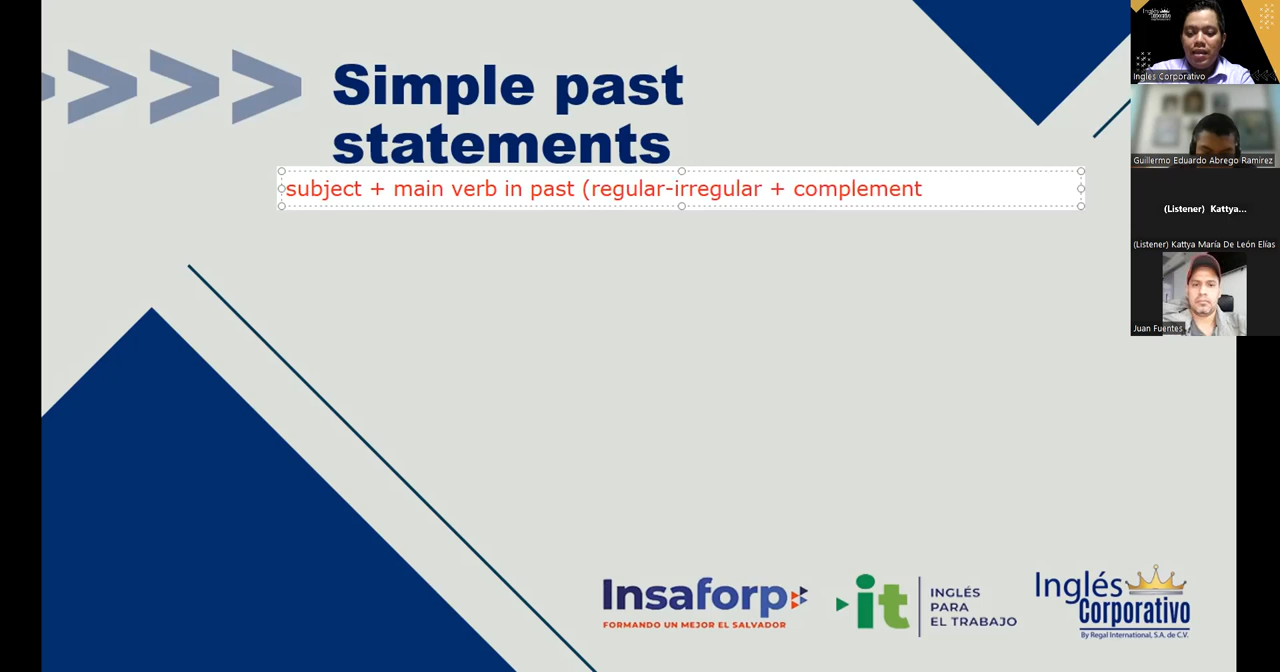 Simple past
statements
subject + main verb in past (regular-irregular + complement
Inglés Corporativo
Guillermo Eduardo Abrego Ramirez
(Listener) Kattya...
(Listener) Kattya María De León Elías
Juan Fuentes
Insaforp
FORMANDO UN MEJOR EL SALVADOR
it
INGLÉS
PARA
EL TRABAJO
Inglés
Corporativo
By Regal International, S.A. de C.V.